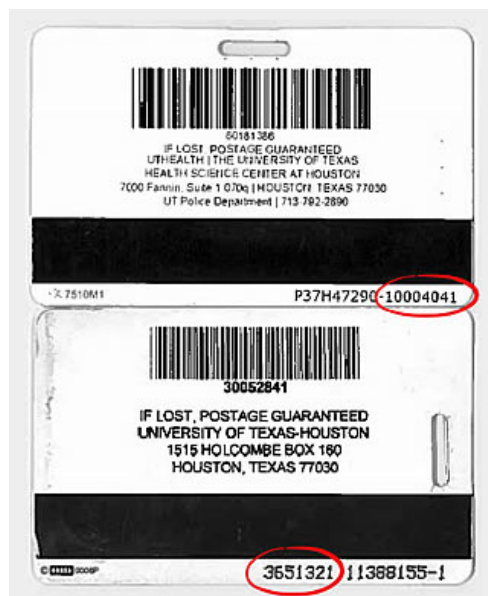 60181386
IF LOST, POSTAGE GUARANTEED
UTHEALTH | THE UNIVERSITY OF TEXAS
HEALTH SCIENCE CENTER AT HOUSTON
7000 Fannin, Suite 1070q | HOUSTON, TEXAS 77030
UT Police Department | 713-792-2890
7510M1
P37H47290-10004041
30052841
IF LOST, POSTAGE GUARANTEED
UNIVERSITY OF TEXAS-HOUSTON
1515 HOLCOMBE BOX 160
HOUSTON, TEXAS 77030
3651321 11388155-1